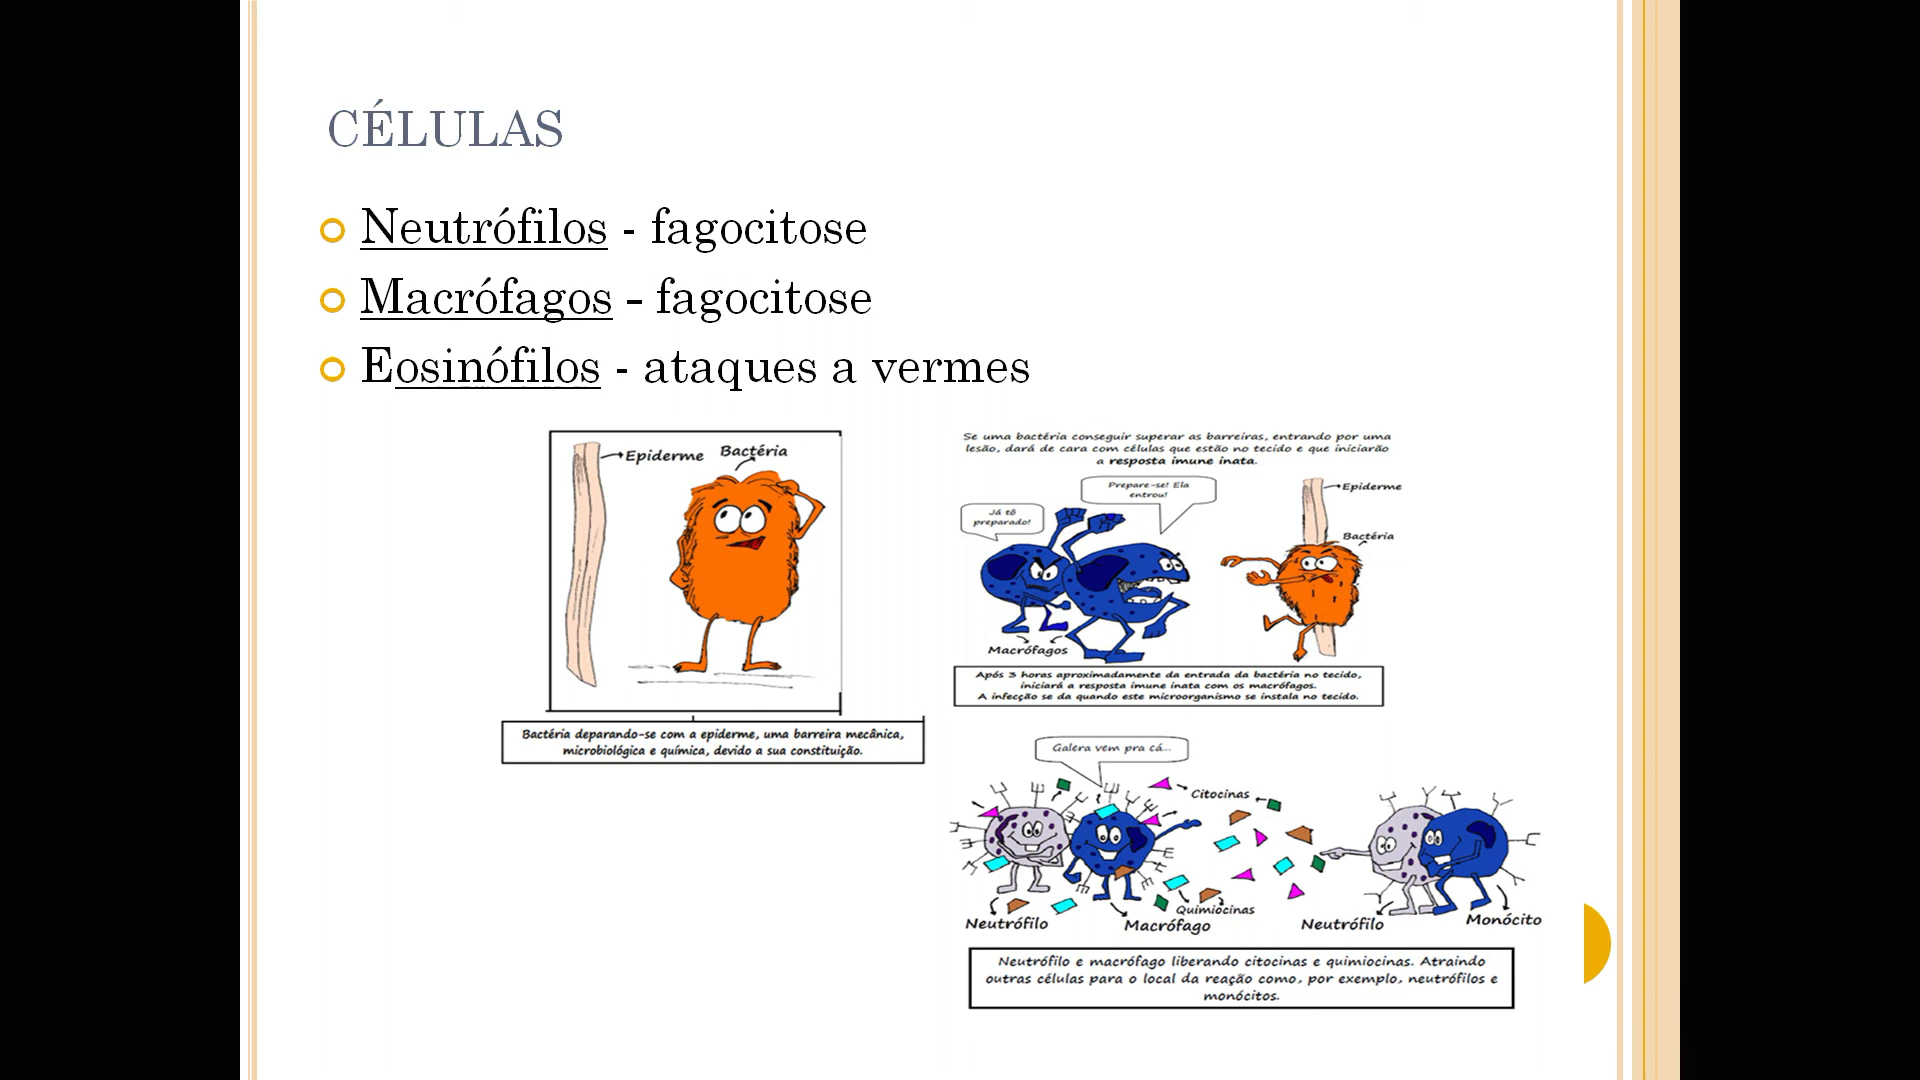 CÉLULAS
Neutrófilos - fagocitose
Macrófagos - fagocitose
Eosinófilos - ataques a vermes
Epiderme
Bactéria
Bactéria deparando-se com a epiderme, uma barreira mecânica,
microbiológica e química, devido a sua constituição.
Se uma bactéria conseguir superar as barreiras, entrando por uma
lesão, dará de cara com células que estão no tecido e que iniciarão
a resposta imune inata.
Prepare-se! Ela
entrou!
Já tô
preparado!
Epiderme
Bactéria
Macrófagos
Após 3 horas aproximadamente da entrada da bactéria no tecido,
iniciará a resposta imune inata com os macrófagos.
A infecção se da quando este microorganismo se instala no tecido.
Galera vem pra cá...
Citocinas
Quimiocinas
Neutrófilo
Macrófago
Neutrófilo
Monócito
Neutrófilo e macrófago liberando citocinas e quimiocinas. Atraindo
outras células para o local da reação como, por exemplo, neutrófilos e
monócitos.